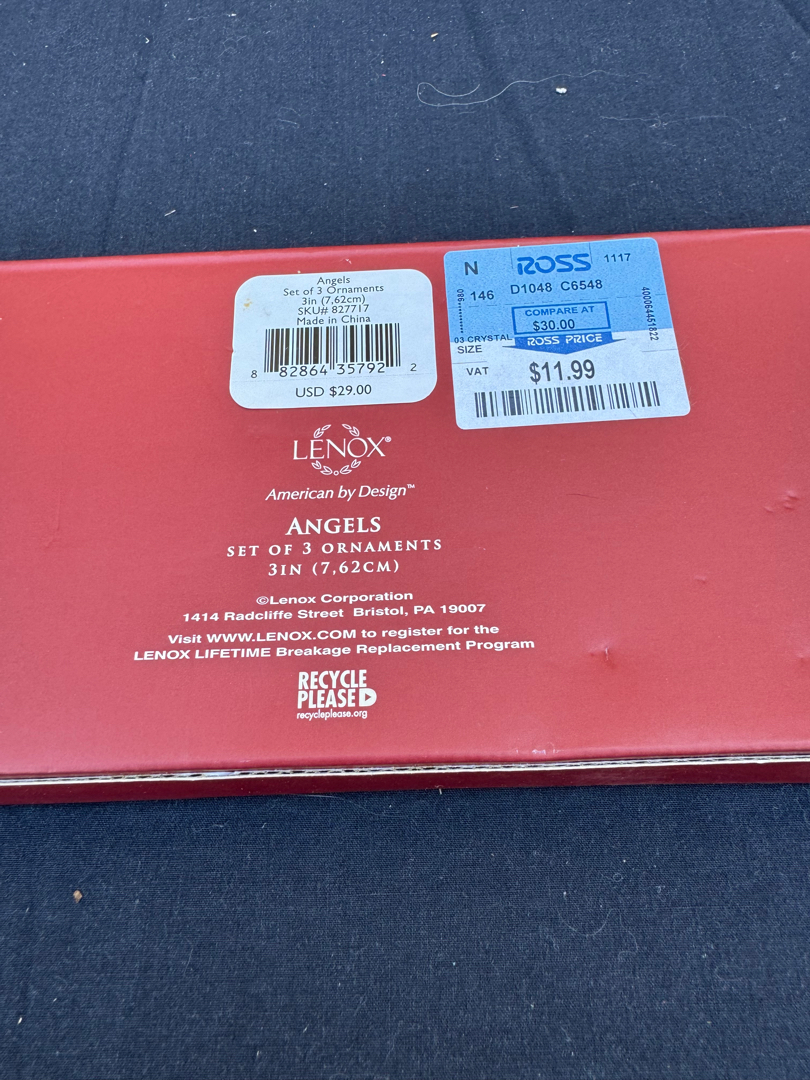 Angels
Set of 3 Ornaments
3in (7,62cm)
SKU# 827717
Made in China
8 82864 35792 2
USD $29.00
N ROSS 1117
146 D1048 C6548
COMPARE AT
$30.00
03 CRYSTAL
ROSS PRICE
SIZE
VAT $11.99
400064451822
LENOX®
American by Design™
ANGELS
SET OF 3 ORNAMENTS
3IN (7,62CM)
©Lenox Corporation
1414 Radcliffe Street Bristol, PA 19007
Visit WWW.LENOX.COM to register for the
LENOX LIFETIME Breakage Replacement Program
RECYCLE
PLEASE
recycleplease.org